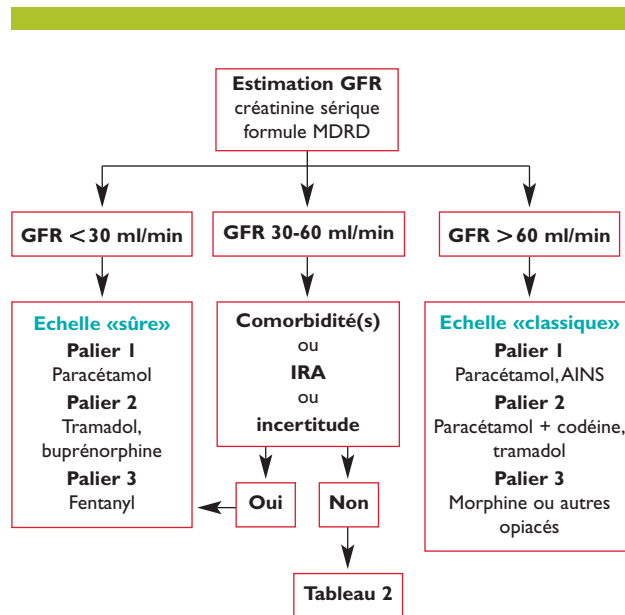 Estimation GFR
créatinine sérique
formule MDRD
GFR <30 ml/min
GFR 30-60 ml/min
GFR >60 ml/min
Echelle «sûre»
Palier 1
Paracétamol
Palier 2
Tramadol,
buprénorphine
Palier 3
Fentanyl
Comorbidité(s)
ou
IRA
ou
incertitude
Oui
Non
Tableau 2
Echelle «classique»
Palier 1
Paracétamol, AINS
Palier 2
Paracétamol + codéine,
tramadol
Palier 3
Morphine ou autres
opiacés